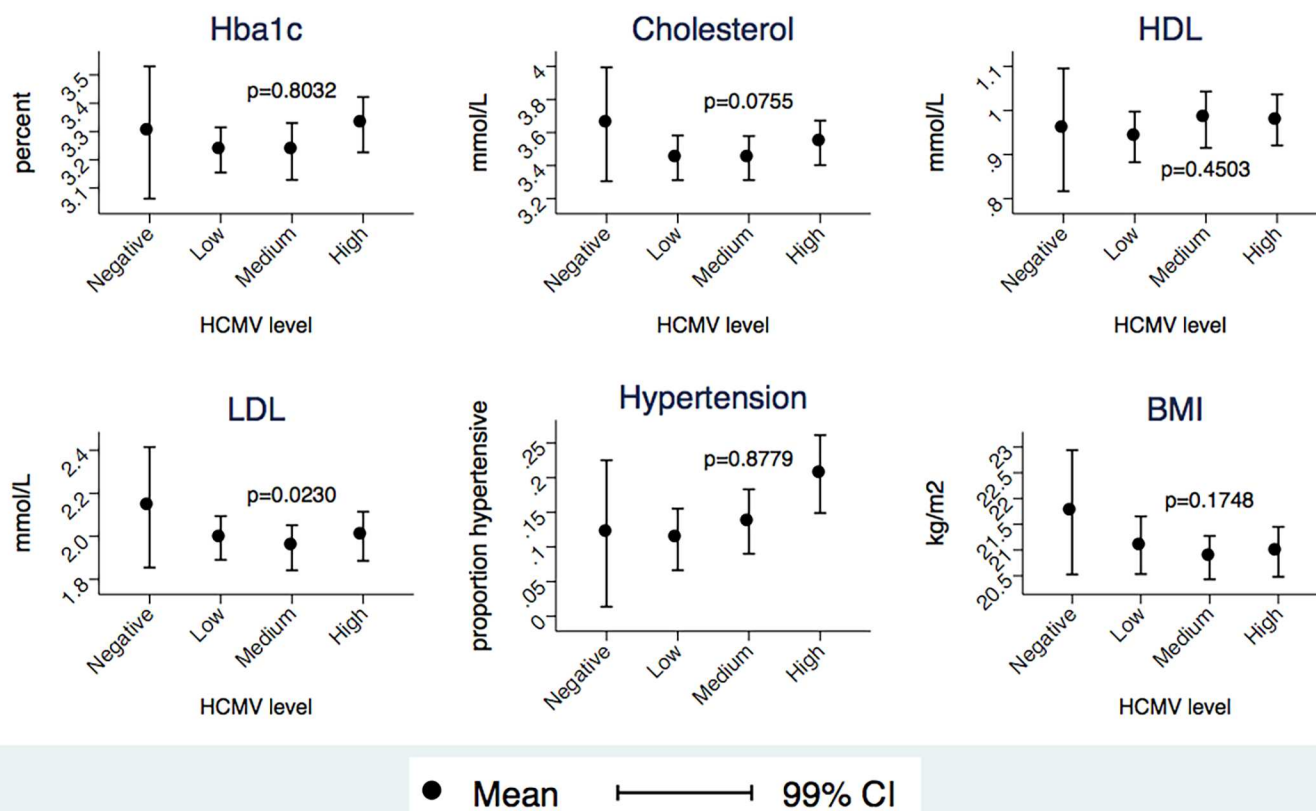 Hba1c
percent
3.5
3.4
3.3
3.2
3.1
p=0.8032
Negative
Low
Medium
High
HCMV level
Cholesterol
mmol/L
4
3.8
3.6
3.4
3.2
p=0.0755
Negative
Low
Medium
High
HCMV level
HDL
mmol/L
1.1
1
.9
.8
p=0.4503
Negative
Low
Medium
High
HCMV level
LDL
mmol/L
2.4
2.2
2.0
1.8
p=0.0230
Negative
Low
Medium
High
HCMV level
Hypertension
proportion hypertensive
.25
.2
.15
.1
.05
0
p=0.8779
Negative
Low
Medium
High
BMI
kg/m2
23
22.5
22
21.5
21
20.5
p=0.1748
Negative
Low
Medium
High
HCMV level
Mean 99% CI